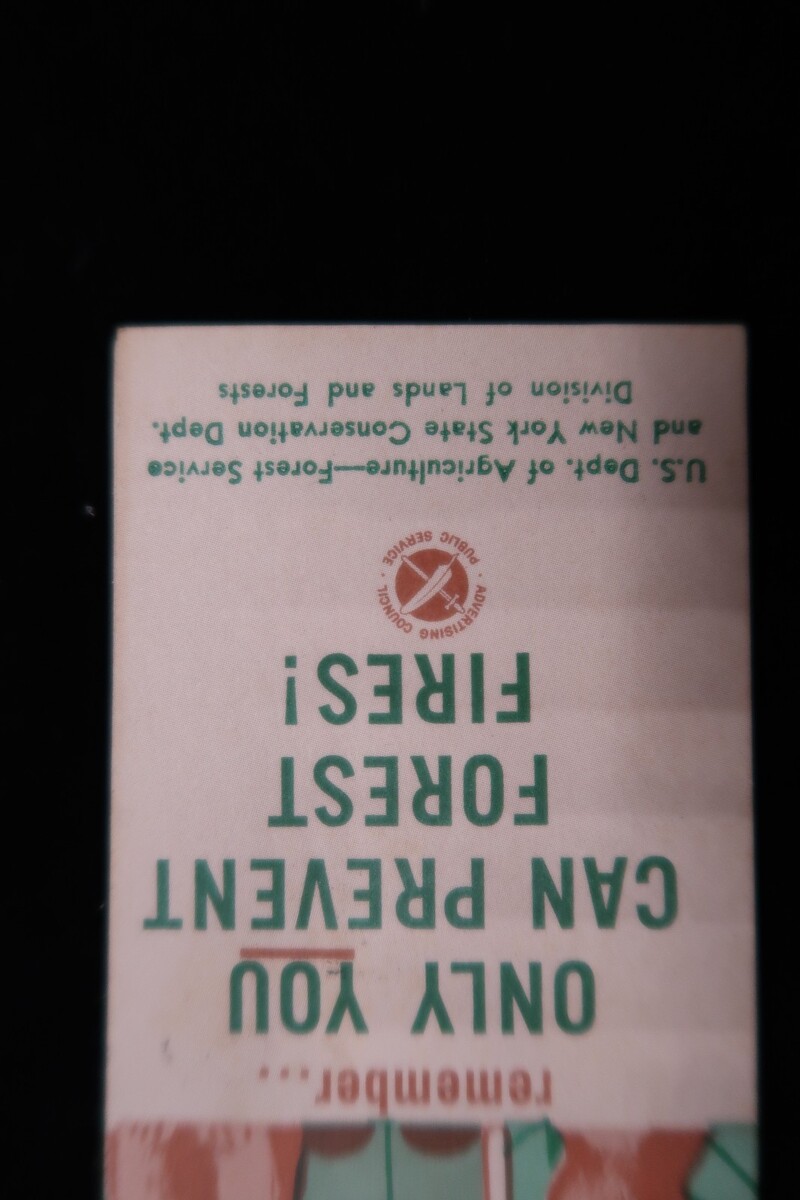 remember...
ONLY YOU
CAN PREVENT
FOREST
FIRES!
ADVERTISING COUNCIL · PUBLIC SERVICE ·
U.S. Dept. of Agriculture—Forest Service
and New York State Conservation Dept.
Division of Lands and Forests